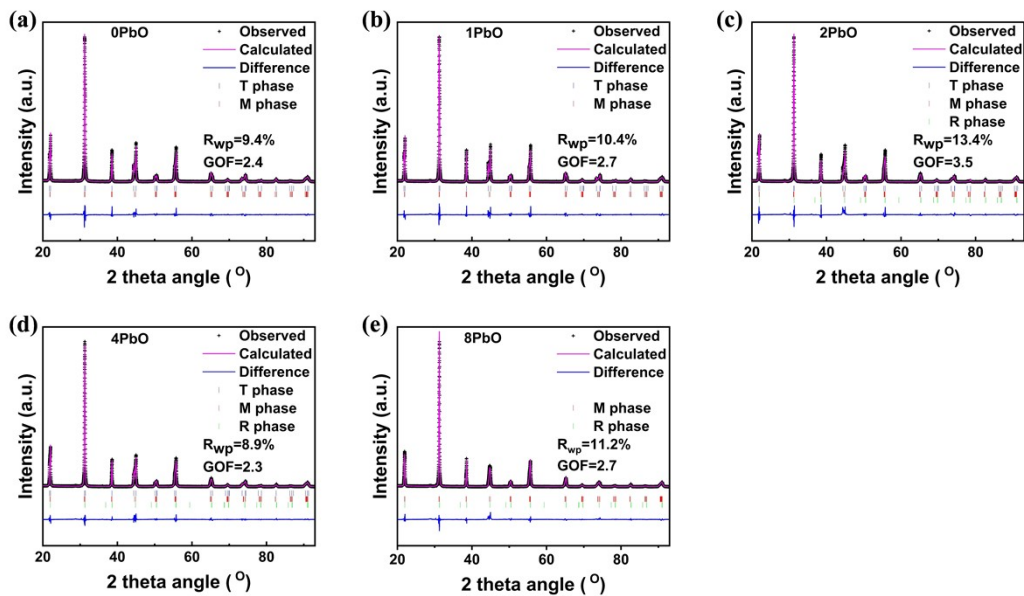 (a)
0PbO
Observed
Calculated
Difference
T phase
M phase
Rwp=9.4%
GOF=2.4
Intensity (a.u.)
20 40 60 80
2 theta angle ( O)
(b)
1PbO
Observed
Calculated
Difference
T phase
M phase
Rwp=10.4%
GOF=2.7
Intensity (a.u.)
20 40 60 80
2 theta angle ( O)
(c)
2PbO
Observed
Calculated
Difference
T phase
M phase
R phase
Rwp=13.4%
GOF=3.5
Intensity (a.u.)
20 40 60 80
2 theta angle ( O)
(d)
4PbO
Observed
Calculated
Difference
T phase
M phase
R phase
Rwp=8.9%
GOF=2.3
Intensity (a.u.)
20 40 60 80
2 theta angle ( O)
(e)
8PbO
Observed
Calculated
Difference
M phase
R phase
Rwp=11.2%
GOF=2.7
Intensity (a.u.)
20 40 60 80
2 theta angle ( O)